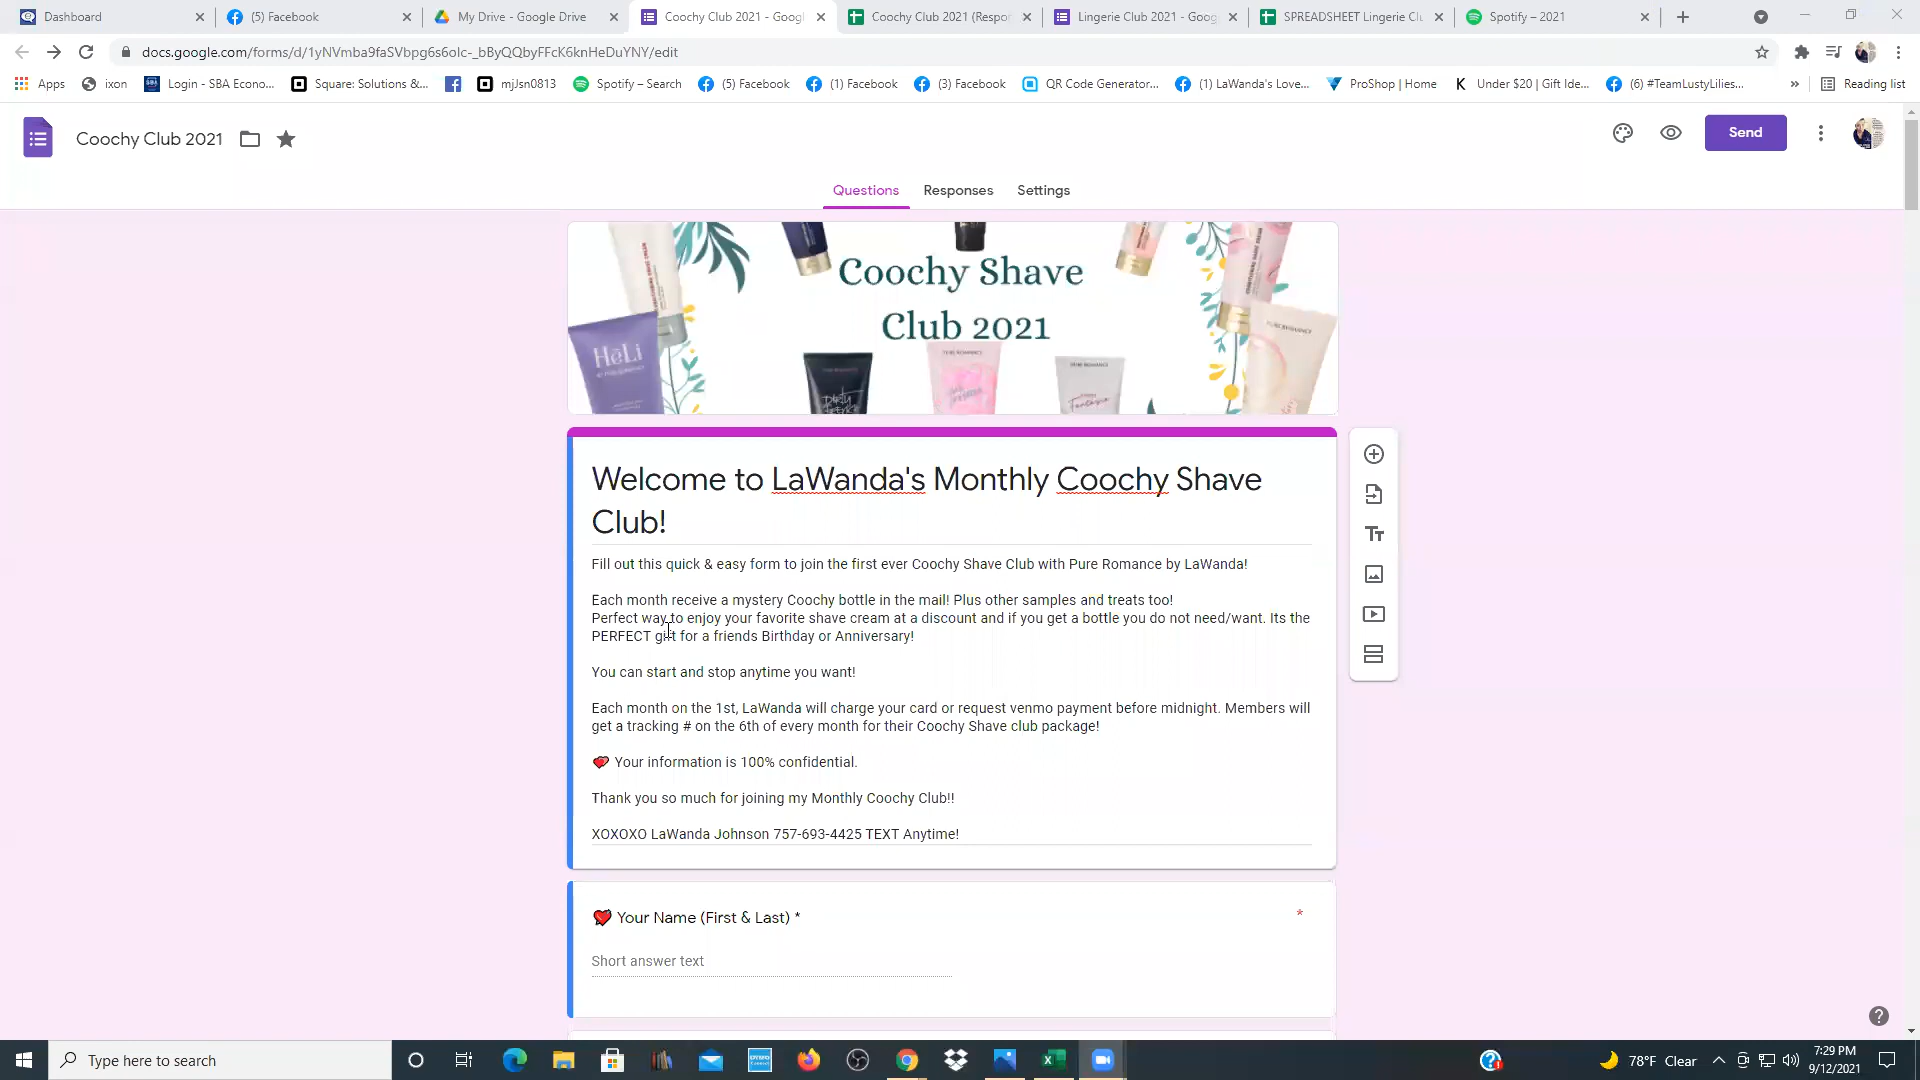 Dashboard
(5) Facebook
My Drive - Google Drive
Coochy Club 2021 - Googl
Coochy Club 2021 (Respor
Lingerie Club 2021 - Goog
SPREADSHEET Lingerie Clu
Spotify – 2021
docs.google.com/forms/d/1yNVmba9faSVbpg6s6olc-_bByQQbyFFcK6knHeDuYNY/edit
Apps
ixon
Login - SBA Econo...
Square: Solutions &...
mjlsn0813
Spotify – Search
(5) Facebook
(1) Facebook
(3) Facebook
QR Code Generator...
(1) LaWanda's Love...
ProShop | Home
K Under $20 | Gift Ide...
(6) #TeamLustyLilies...
»
Reading list
Coochy Club 2021
Send
Questions
Responses
Settings
Coochy Shave
Club 2021
HēLi
PURE ROMANCE
PURE ROMANCE
PURE ROMANCE
Welcome to LaWanda's Monthly Coochy Shave
Club!
Fill out this quick & easy form to join the first ever Coochy Shave Club with Pure Romance by LaWanda!
Each month receive a mystery Coochy bottle in the mail! Plus other samples and treats too!
Perfect way to enjoy your favorite shave cream at a discount and if you get a bottle you do not need/want. Its the
PERFECT gift for a friends Birthday or Anniversary!
You can start and stop anytime you want!
Each month on the 1st, LaWanda will charge your card or request venmo payment before midnight. Members will
get a tracking # on the 6th of every month for their Coochy Shave club package!
Your information is 100% confidential.
Thank you so much for joining my Monthly Coochy Club!!
XOXOXO LaWanda Johnson 757-693-4425 TEXT Anytime!
Your Name (First & Last) *
*
Short answer text
Type here to search
78°F Clear
7:29 PM
9/12/2021